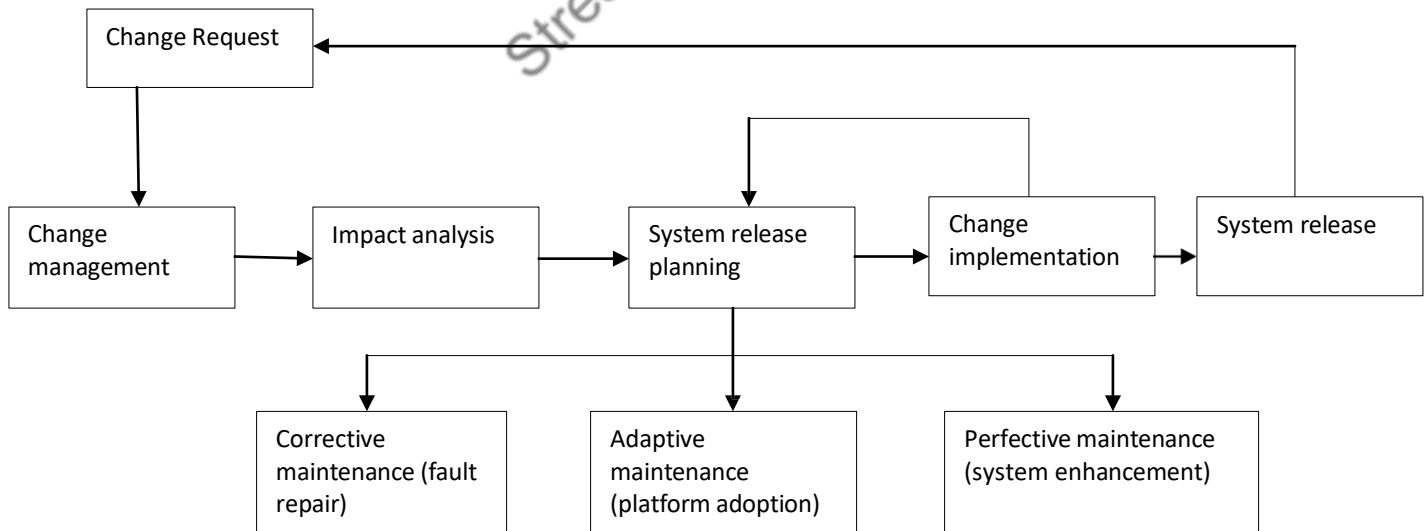 Change Request
Change
management
Impact analysis
System release
planning
Change
implementation
System release
Corrective
maintenance (fault
repair)
Adaptive
maintenance
(platform adoption)
Perfective maintenance
(system enhancement)